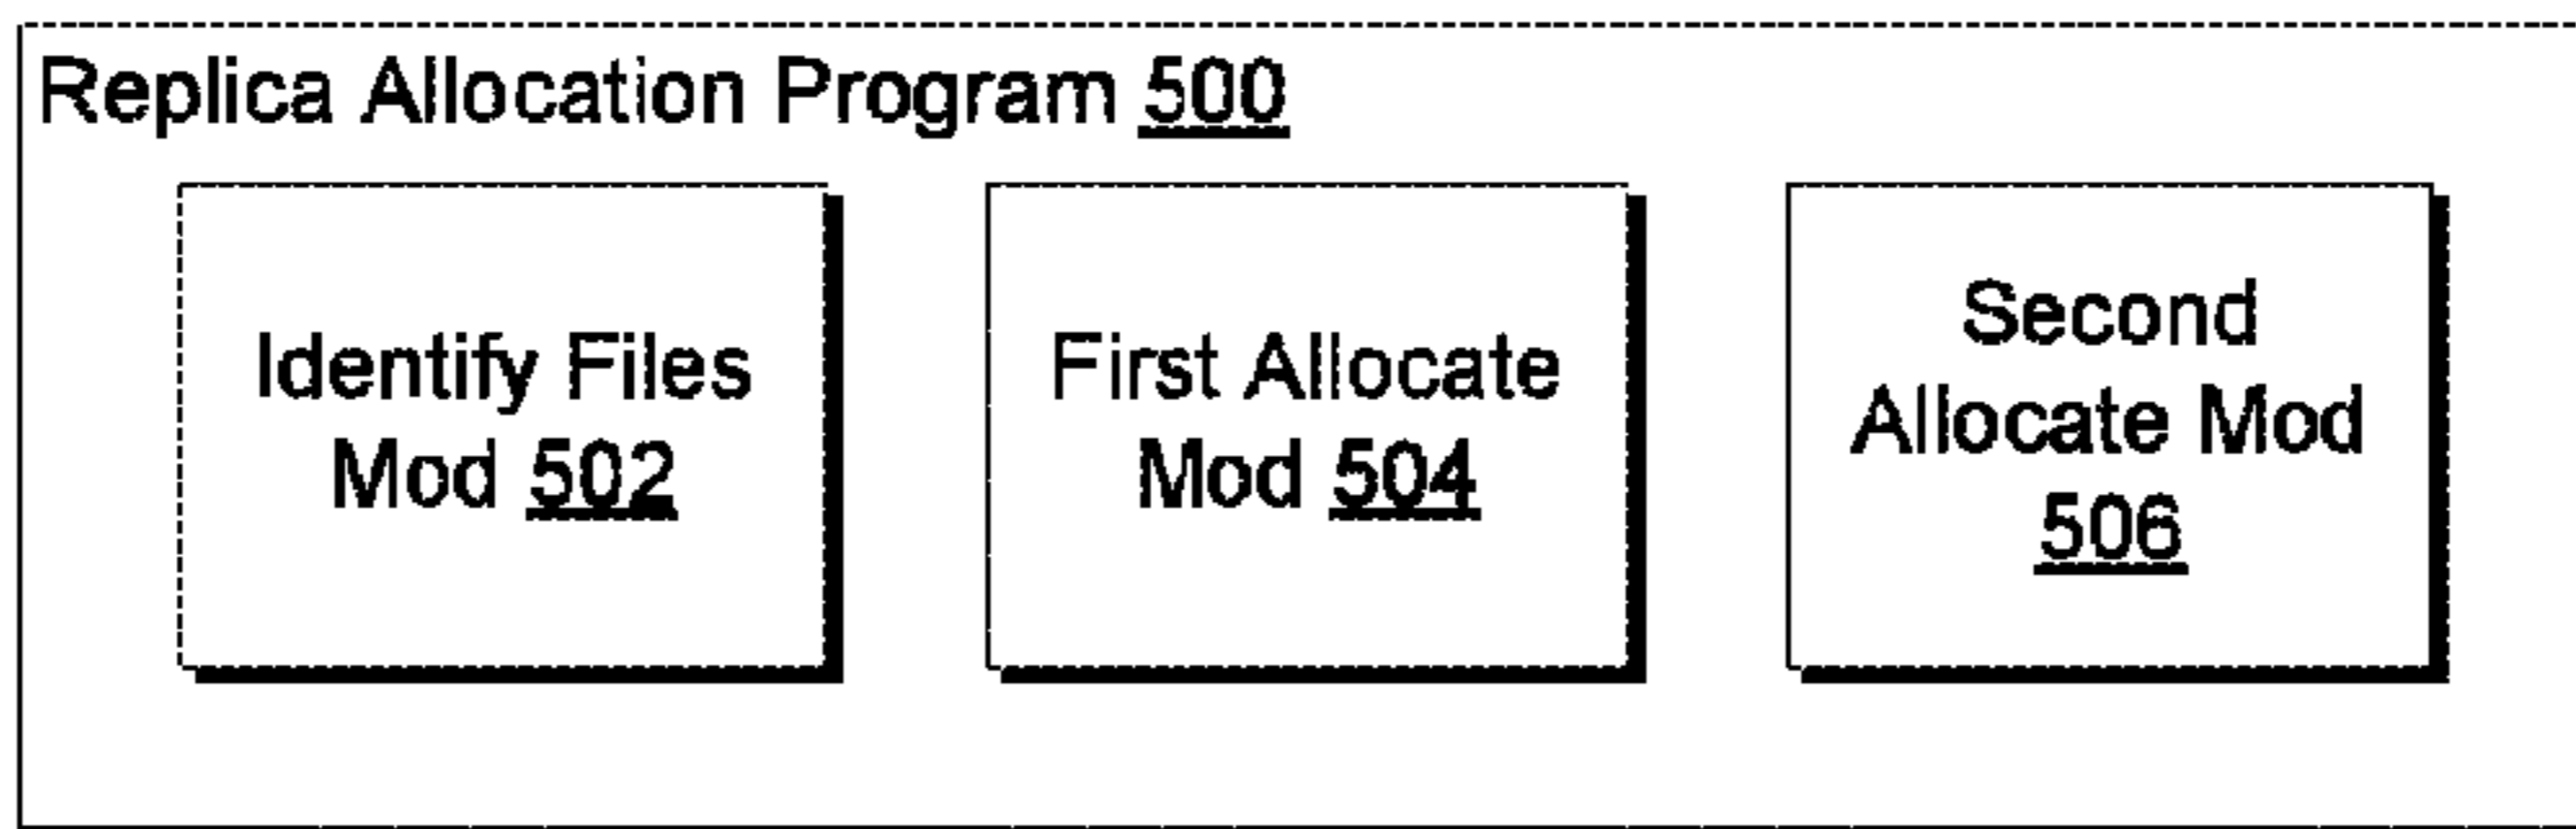 Replica Allocation Program 500
Identify Files
Mod 502
First Allocate
Mod 504
Second
Allocate Mod
506